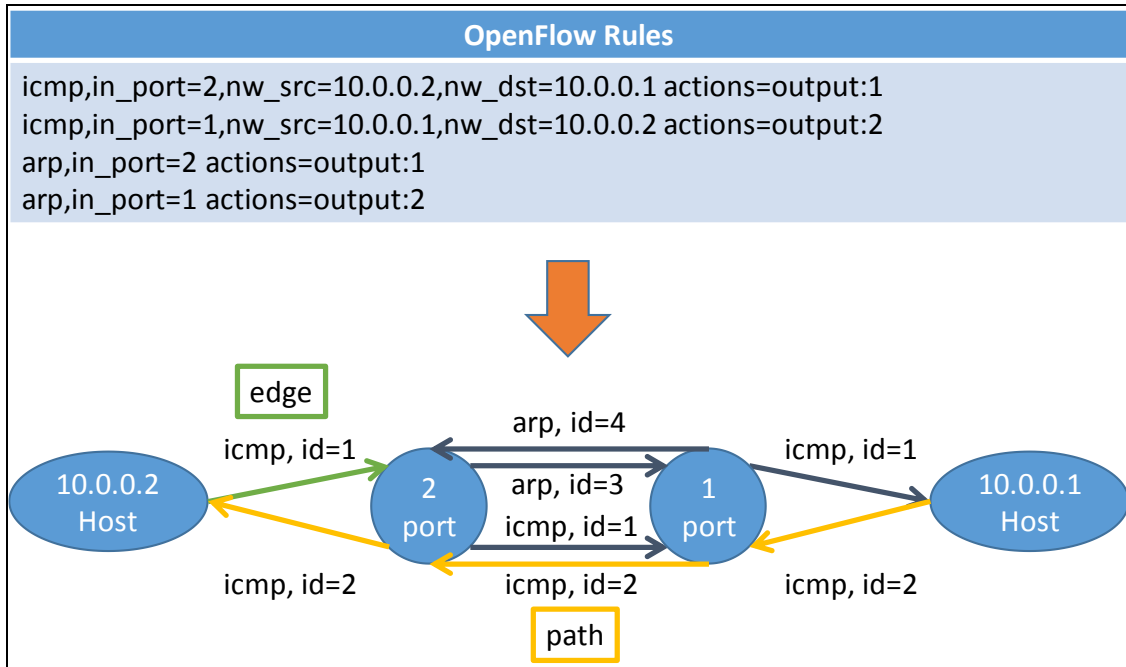 OpenFlow Rules
icmp,in_port=2,nw_src=10.0.0.2,nw_dst=10.0.0.1 actions=output:1
icmp,in_port=1,nw_src=10.0.0.1,nw_dst=10.0.0.2 actions=output:2
arp,in_port=2 actions=output:1
arp,in_port=1 actions=output:2
edge
arp, id=4
icmp, id=1
icmp, id=1
10.0.0.2
Host
2
port
arp, id=3
icmp, id=1
1
port
10.0.0.1
Host
icmp, id=2
icmp, id=2
icmp, id=2
path